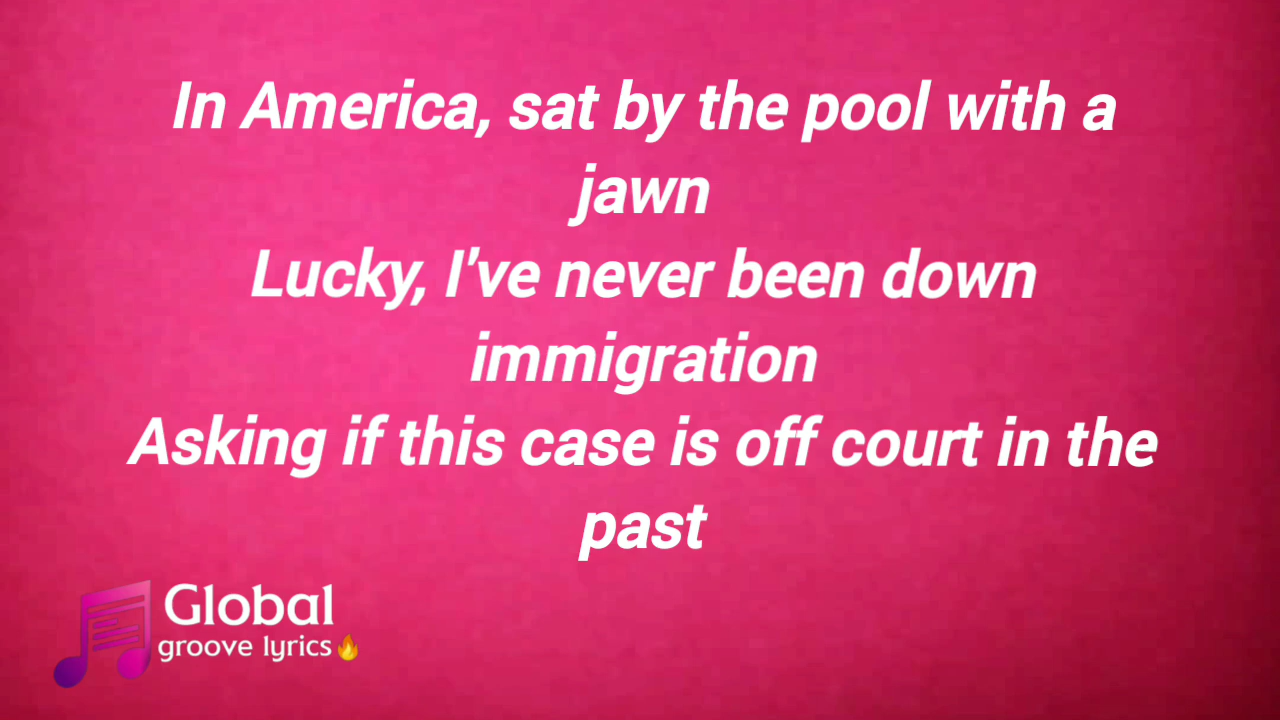 In America, sat by the pool with a
jawn
Lucky, I've never been down
immigration
Asking if this case is off court in the
past
Global
groove lyrics🔥